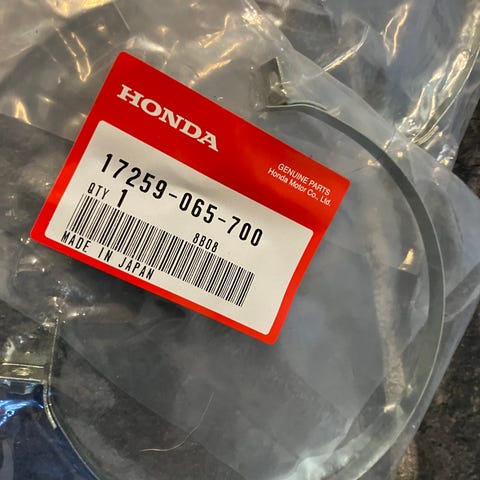 HONDA
GENUINE PARTS
Honda Motor Co., Ltd.
17259-065-700
QTY 1
8808
MADE IN JAPAN